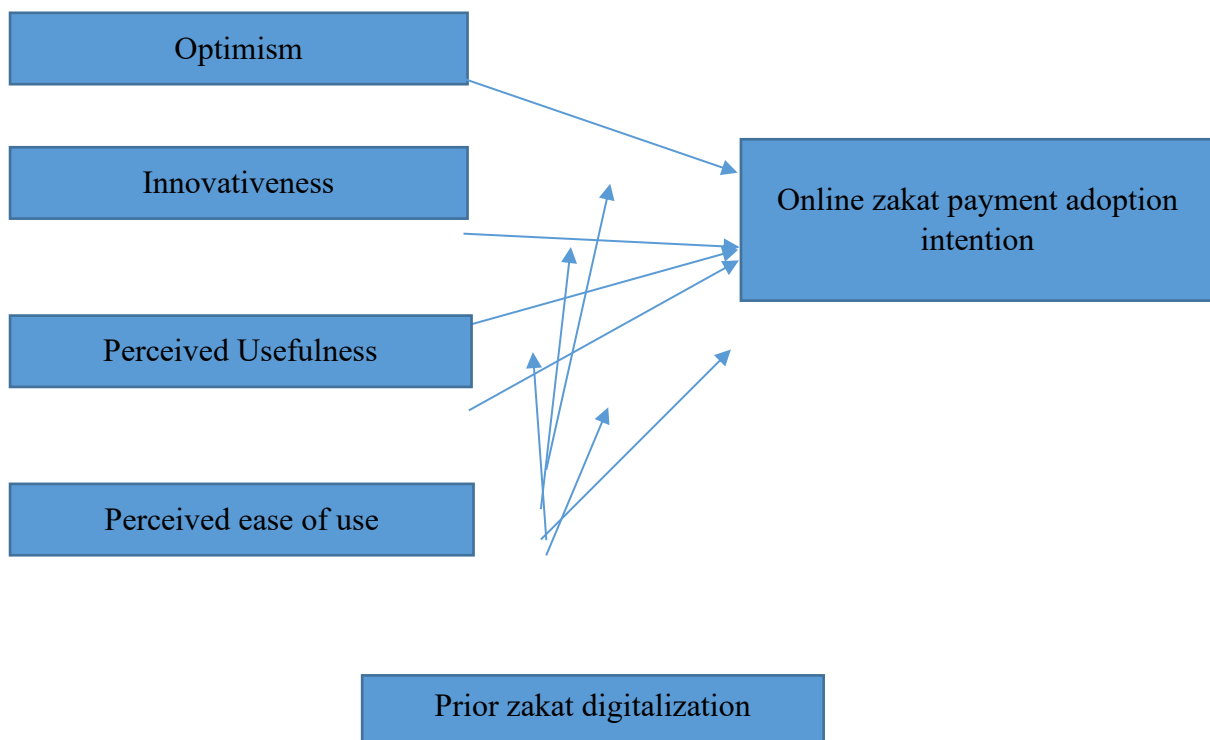 Optimism
Innovativeness
Online zakat payment adoption
intention
Perceived Usefulness
Perceived ease of use
Prior zakat digitalization